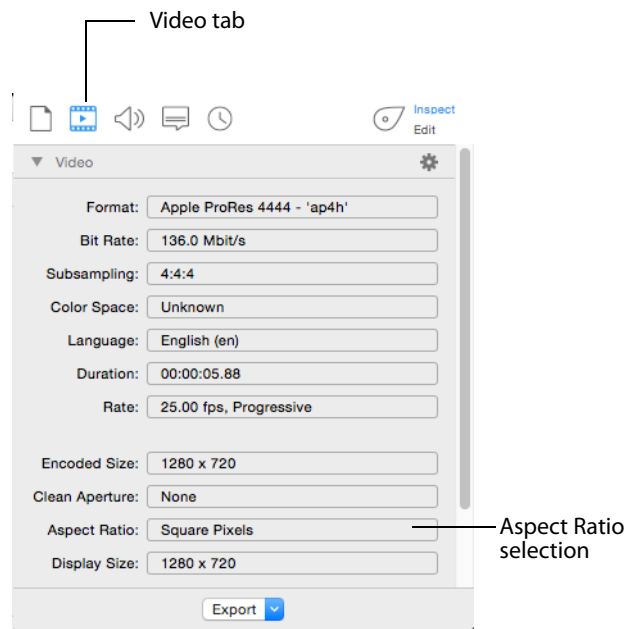 Video tab
Inspect
Edit
Video
Format: Apple ProRes 4444 - 'ap4h'
Bit Rate: 136.0 Mbit/s
Subsampling: 4:4:4
Color Space: Unknown
Language: English (en)
Duration: 00:00:05.88
Rate: 25.00 fps, Progressive
Encoded Size: 1280 x 720
Clean Aperture: None
Aspect Ratio: Square Pixels
Aspect Ratio
selection
Display Size: 1280 x 720
Export